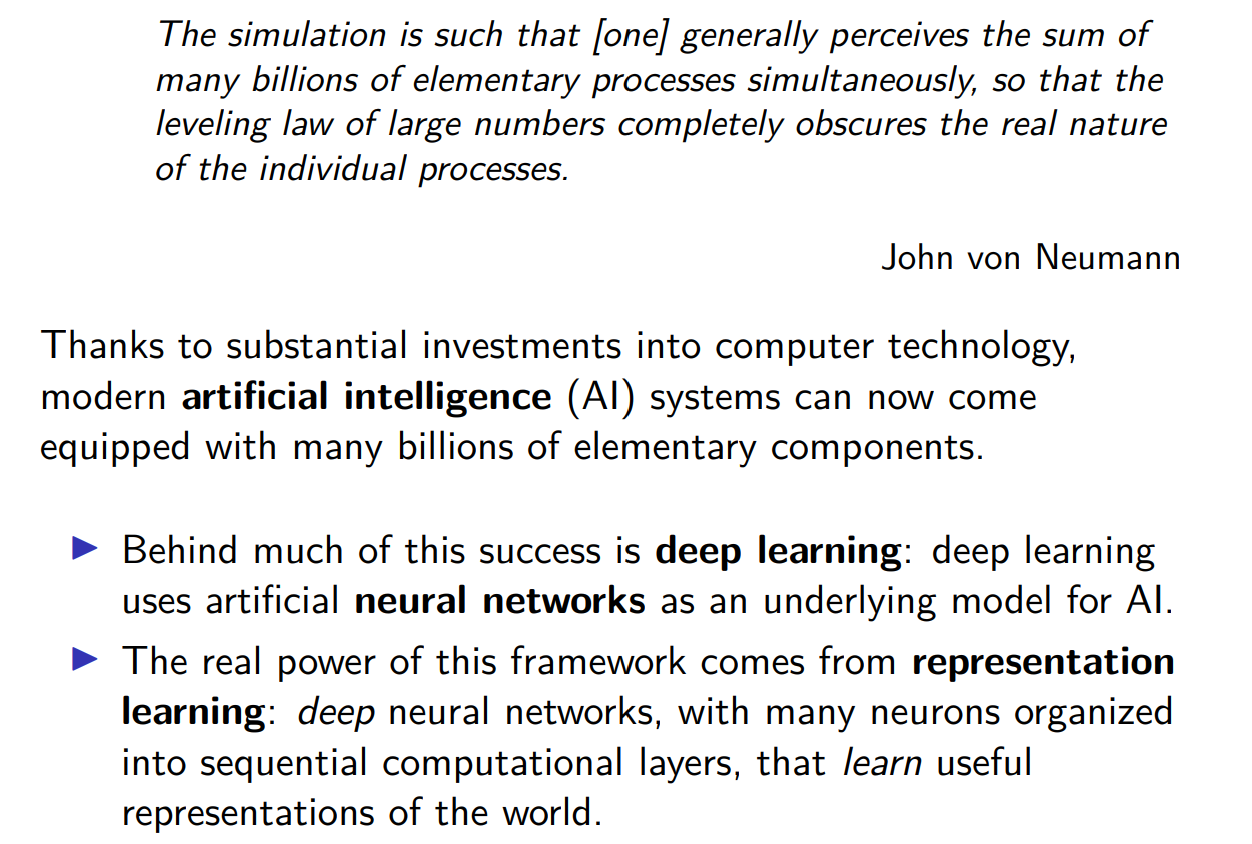 The simulation is such that [one] generally perceives the sum of
many billions of elementary processes simultaneously, so that the
leveling law of large numbers completely obscures the real nature
of the individual processes.
John von Neumann
Thanks to substantial investments into computer technology,
modern artificial intelligence (AI) systems can now come
equipped with many billions of elementary components.
▶ Behind much of this success is deep learning: deep learning
uses artificial neural networks as an underlying model for AI.
▶ The real power of this framework comes from representation
learning: deep neural networks, with many neurons organized
into sequential computational layers, that learn useful
representations of the world.